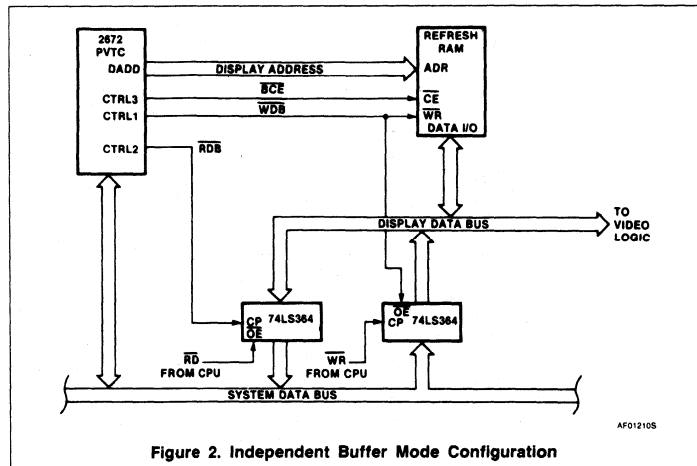 2672
PVTC
DADD
CTRL3
CTRL1
CTRL2
DISPLAY ADDRESS
BCE
WDB
RDB
REFRESH
RAM
ADR
CE
WR
DATA I/O
DISPLAY DATA BUS
TO
VIDEO
LOGIC
CP 74LS364
OE
OE
CP 74LS364
RD
FROM CPU
WR
FROM CPU
SYSTEM DATA BUS
AF01210S
Figure 2. Independent Buffer Mode Configuration